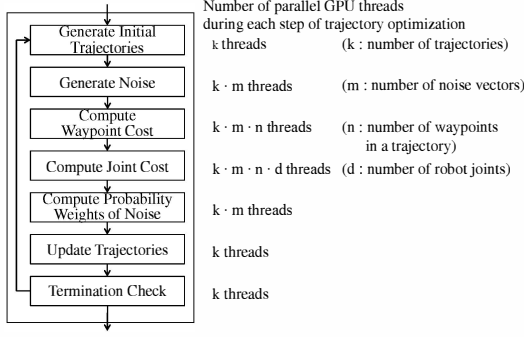 Number of parallel GPU threads
during each step of trajectory optimization
Generate Initial
Trajectories
k threads
(k : number of trajectories)
Generate Noise
k · m threads
(m : number of noise vectors)
Compute
Waypoint Cost
k · m · n threads
(n : number of waypoints
in a trajectory)
Compute Joint Cost
k · m · n · d threads
(d : number of robot joints)
Compute Probability
Weights of Noise
k · m threads
Update Trajectories
k threads
Termination Check
k threads